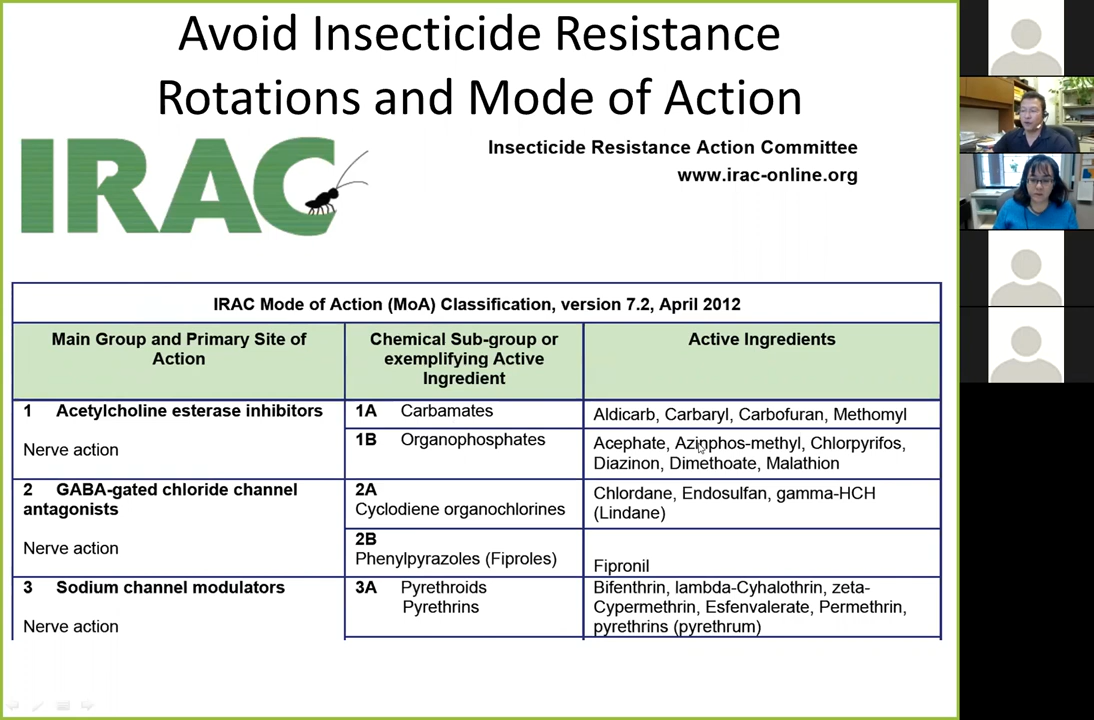 Avoid Insecticide Resistance
Rotations and Mode of Action
IRAC
Insecticide Resistance Action Committee
www.irac-online.org
IRAC Mode of Action (MoA) Classification, version 7.2, April 2012
Main Group and Primary Site of
Action
Chemical Sub-group or
exemplifying Active
Ingredient
Active Ingredients
1 Acetylcholine esterase inhibitors
Nerve action
1A Carbamates
Aldicarb, Carbaryl, Carbofuran, Methomyl
1B Organophosphates
Acephate, Azinphos-methyl, Chlorpyrifos,
Diazinon, Dimethoate, Malathion
2 GABA-gated chloride channel
antagonists
Nerve action
2A
Cyclodiene organochlorines
Chlordane, Endosulfan, gamma-HCH
(Lindane)
2B
Phenylpyrazoles (Fiproles)
Fipronil
3 Sodium channel modulators
Nerve action
3A Pyrethroids
Pyrethrins
Bifenthrin, lambda-Cyhalothrin, zeta-
Cypermethrin, Esfenvalerate, Permethrin,
pyrethrins (pyrethrum)